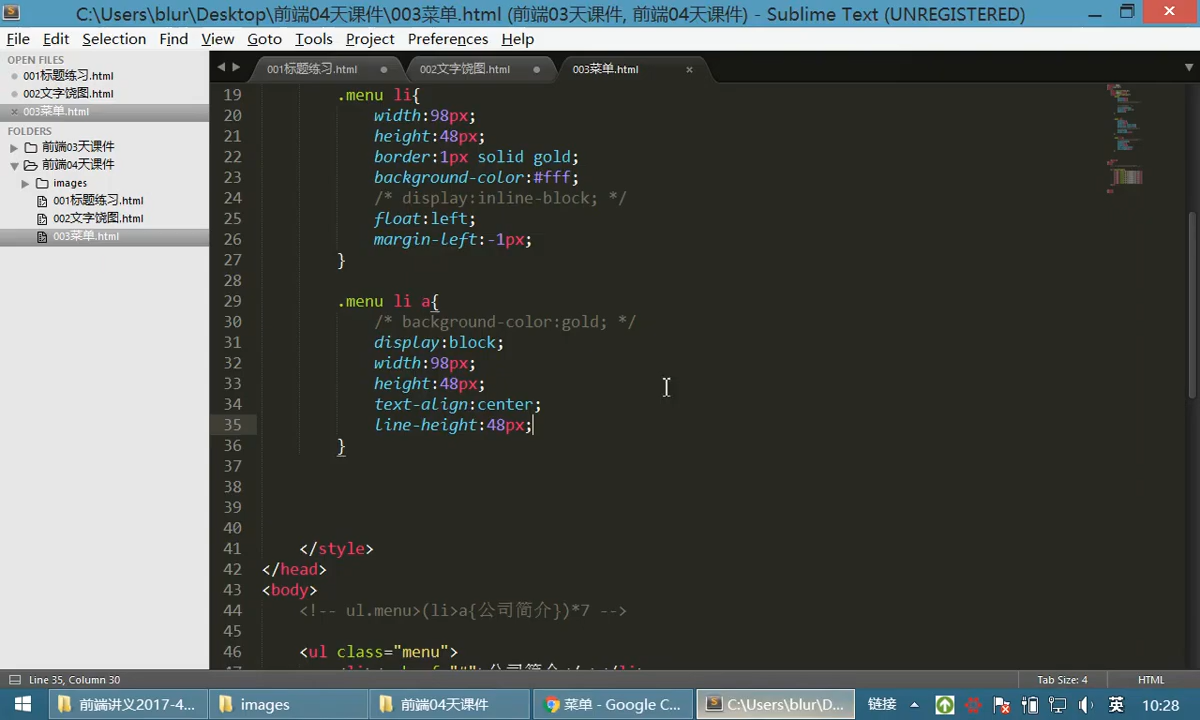 C:\Users\blur\Desktop\前端04天课件\003菜单.html (前端03天课件, 前端04天课件) - Sublime Text (UNREGISTERED)
File Edit Selection Find View Goto Tools Project Preferences Help
OPEN FILES
001标题练习.html
002文字饶图.html
003菜单.html
FOLDERS
前端03天课件
前端04天课件
images
001标题练习.html
002文字饶图.html
003菜单.html
001标题练习.html 002文字饶图.html 003菜单.html
19 .menu li{
20 width:98px;
21 height:48px;
22 border:1px solid gold;
23 background-color:#fff;
24 /* display:inline-block; */
25 float:left;
26 margin-left:-1px;
27 }
28
29 .menu li a{
30 /* background-color:gold; */
31 display:block;
32 width:98px;
33 height:48px;
34 text-align:center;
35 line-height:48px;
36 }
37
38
39
40
41 </style>
42 </head>
43 <body>
44 <!-- ul.menu>(li>a{公司简介})*7 -->
45
46 <ul class="menu">
Line 35, Column 30 Tab Size: 4 HTML
前端讲义2017-4... images 前端04天课件 菜单 - Google C... C:\Users\blur\D... 链接 英 10:28